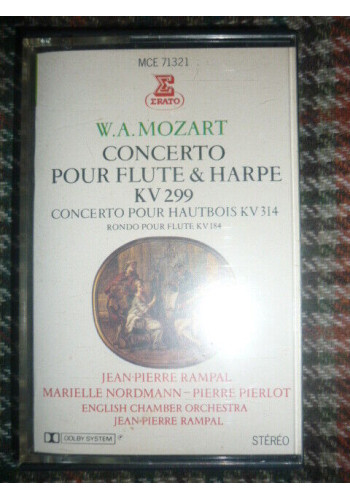 MCE 71321
ERATO
W.A.MOZART
CONCERTO
POUR FLUTE & HARPE
KV 299
CONCERTO POUR HAUTBOIS KV 314
RONDO POUR FLUTE KV 184
JEAN-PIERRE RAMPAL
MARIELLE NORDMANN – PIERRE PIERLOT
ENGLISH CHAMBER ORCHESTRA
JEAN-PIERRE RAMPAL
DOLBY SYSTEM
STÉRÉO